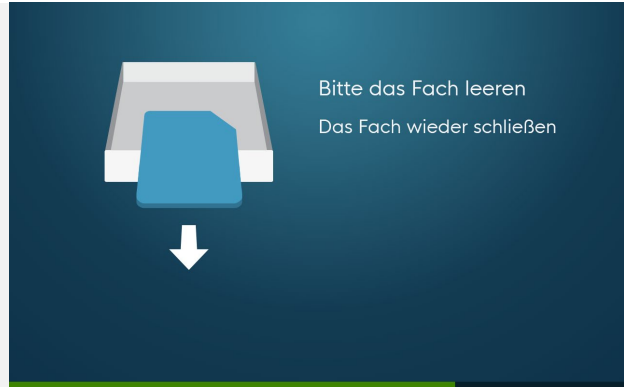 Bitte das Fach leeren
Das Fach wieder schließen